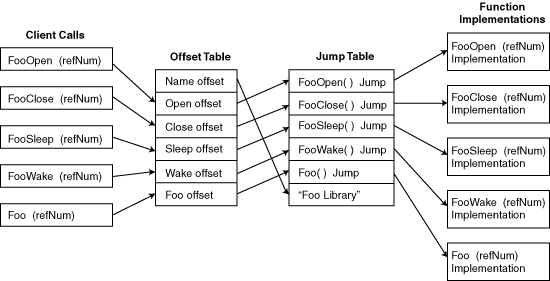 Client Calls
FooOpen (refNum)
FooClose (refNum)
FooSleep (refNum)
FooWake (refNum)
Foo (refNum)
Offset Table
Name offset
Open offset
Close offset
Sleep offset
Wake offset
Foo offset
Jump Table
FooOpen( ) Jump
FooClose( ) Jump
FooSleep( ) Jump
FooWake( ) Jump
Foo( ) Jump
“Foo Library”
Function
Implementations
FooOpen (refNum)
Implementation
FooClose (refNum)
Implementation
FooSleep (refNum)
Implementation
FooWake (refNum)
Implementation
Foo (refNum)
Implementation